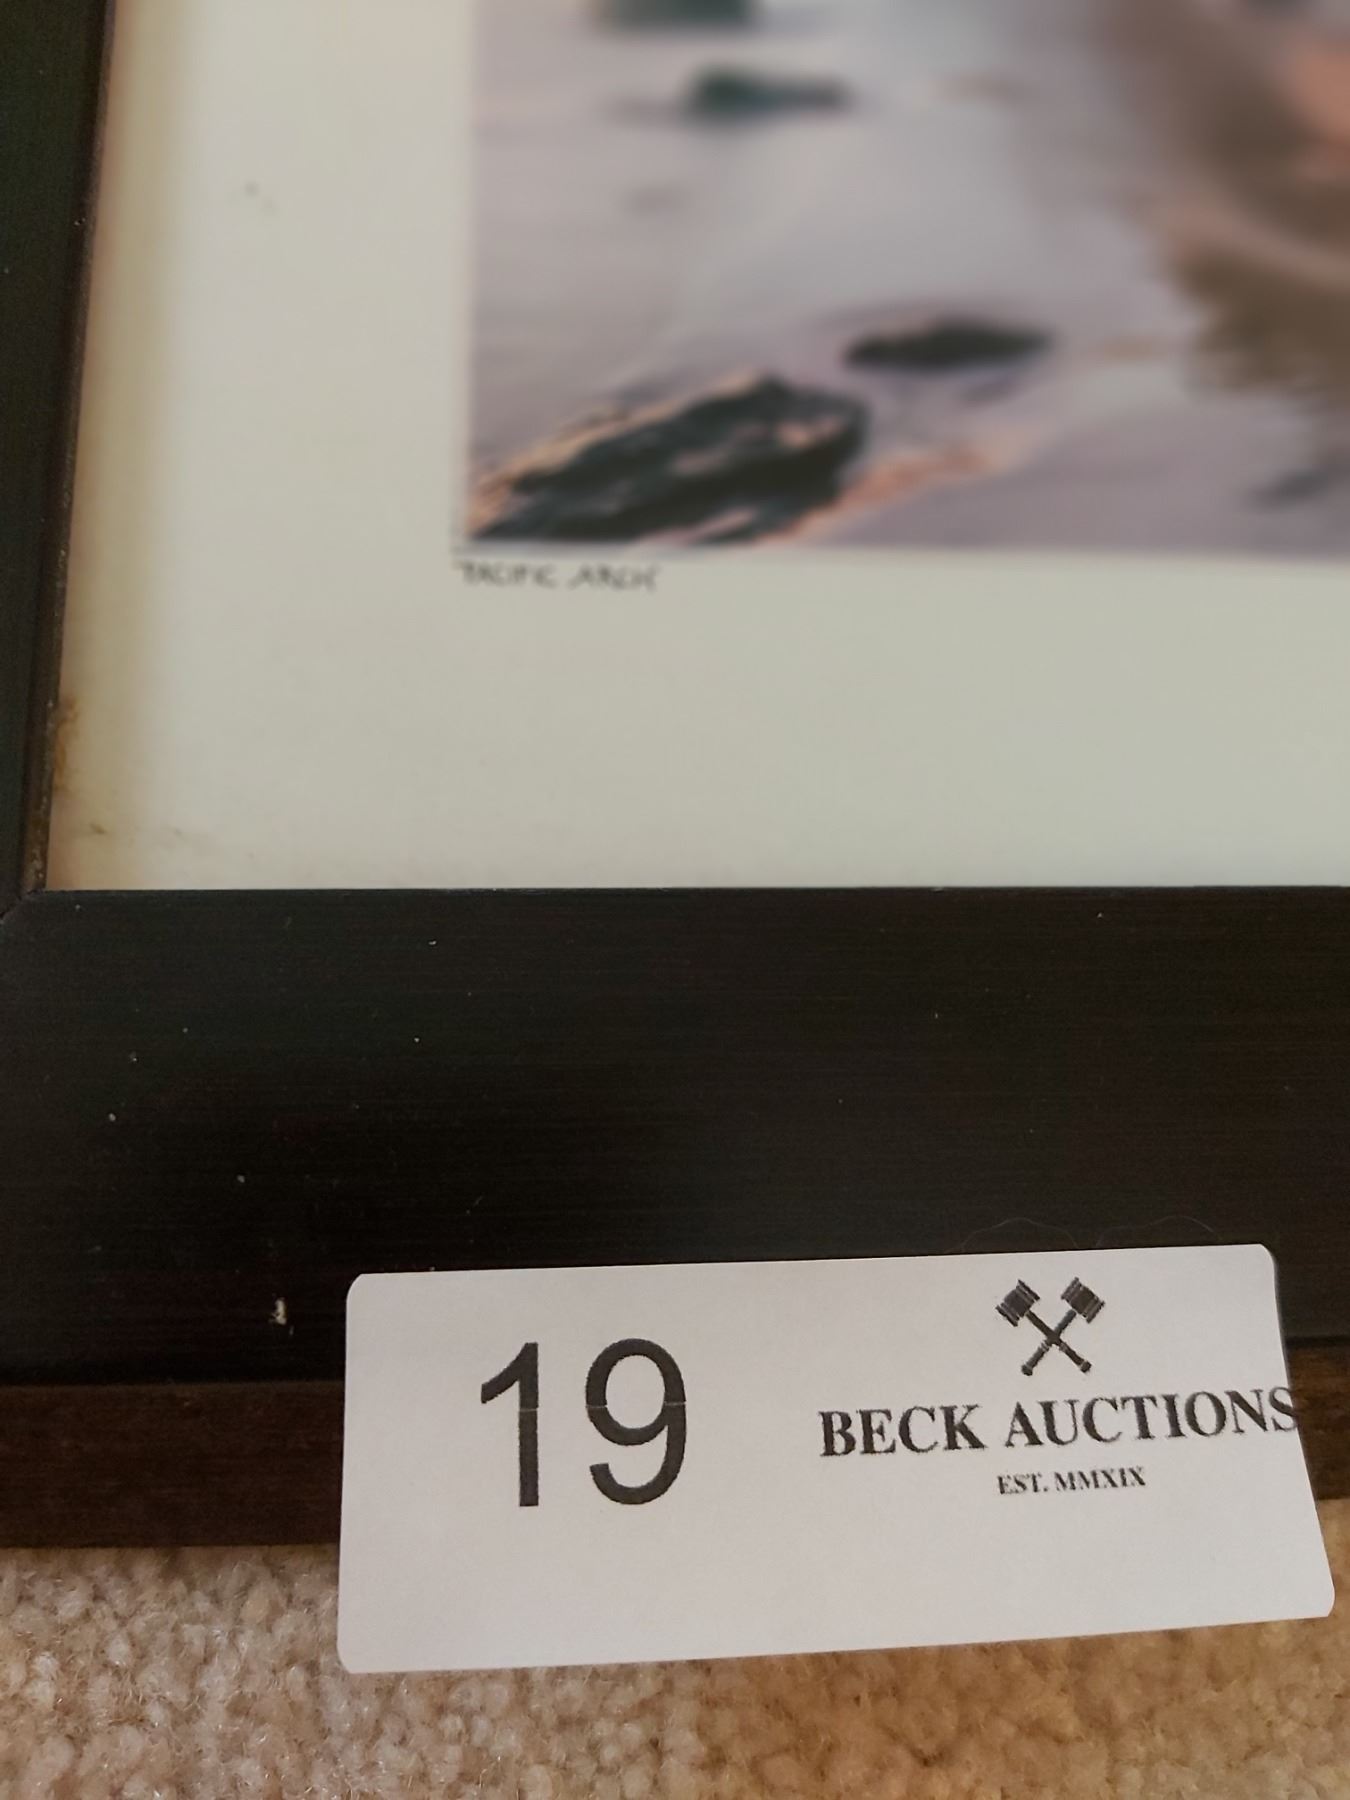 "PACIFIC ARCH"
19
BECK AUCTIONS
EST. MMXIX